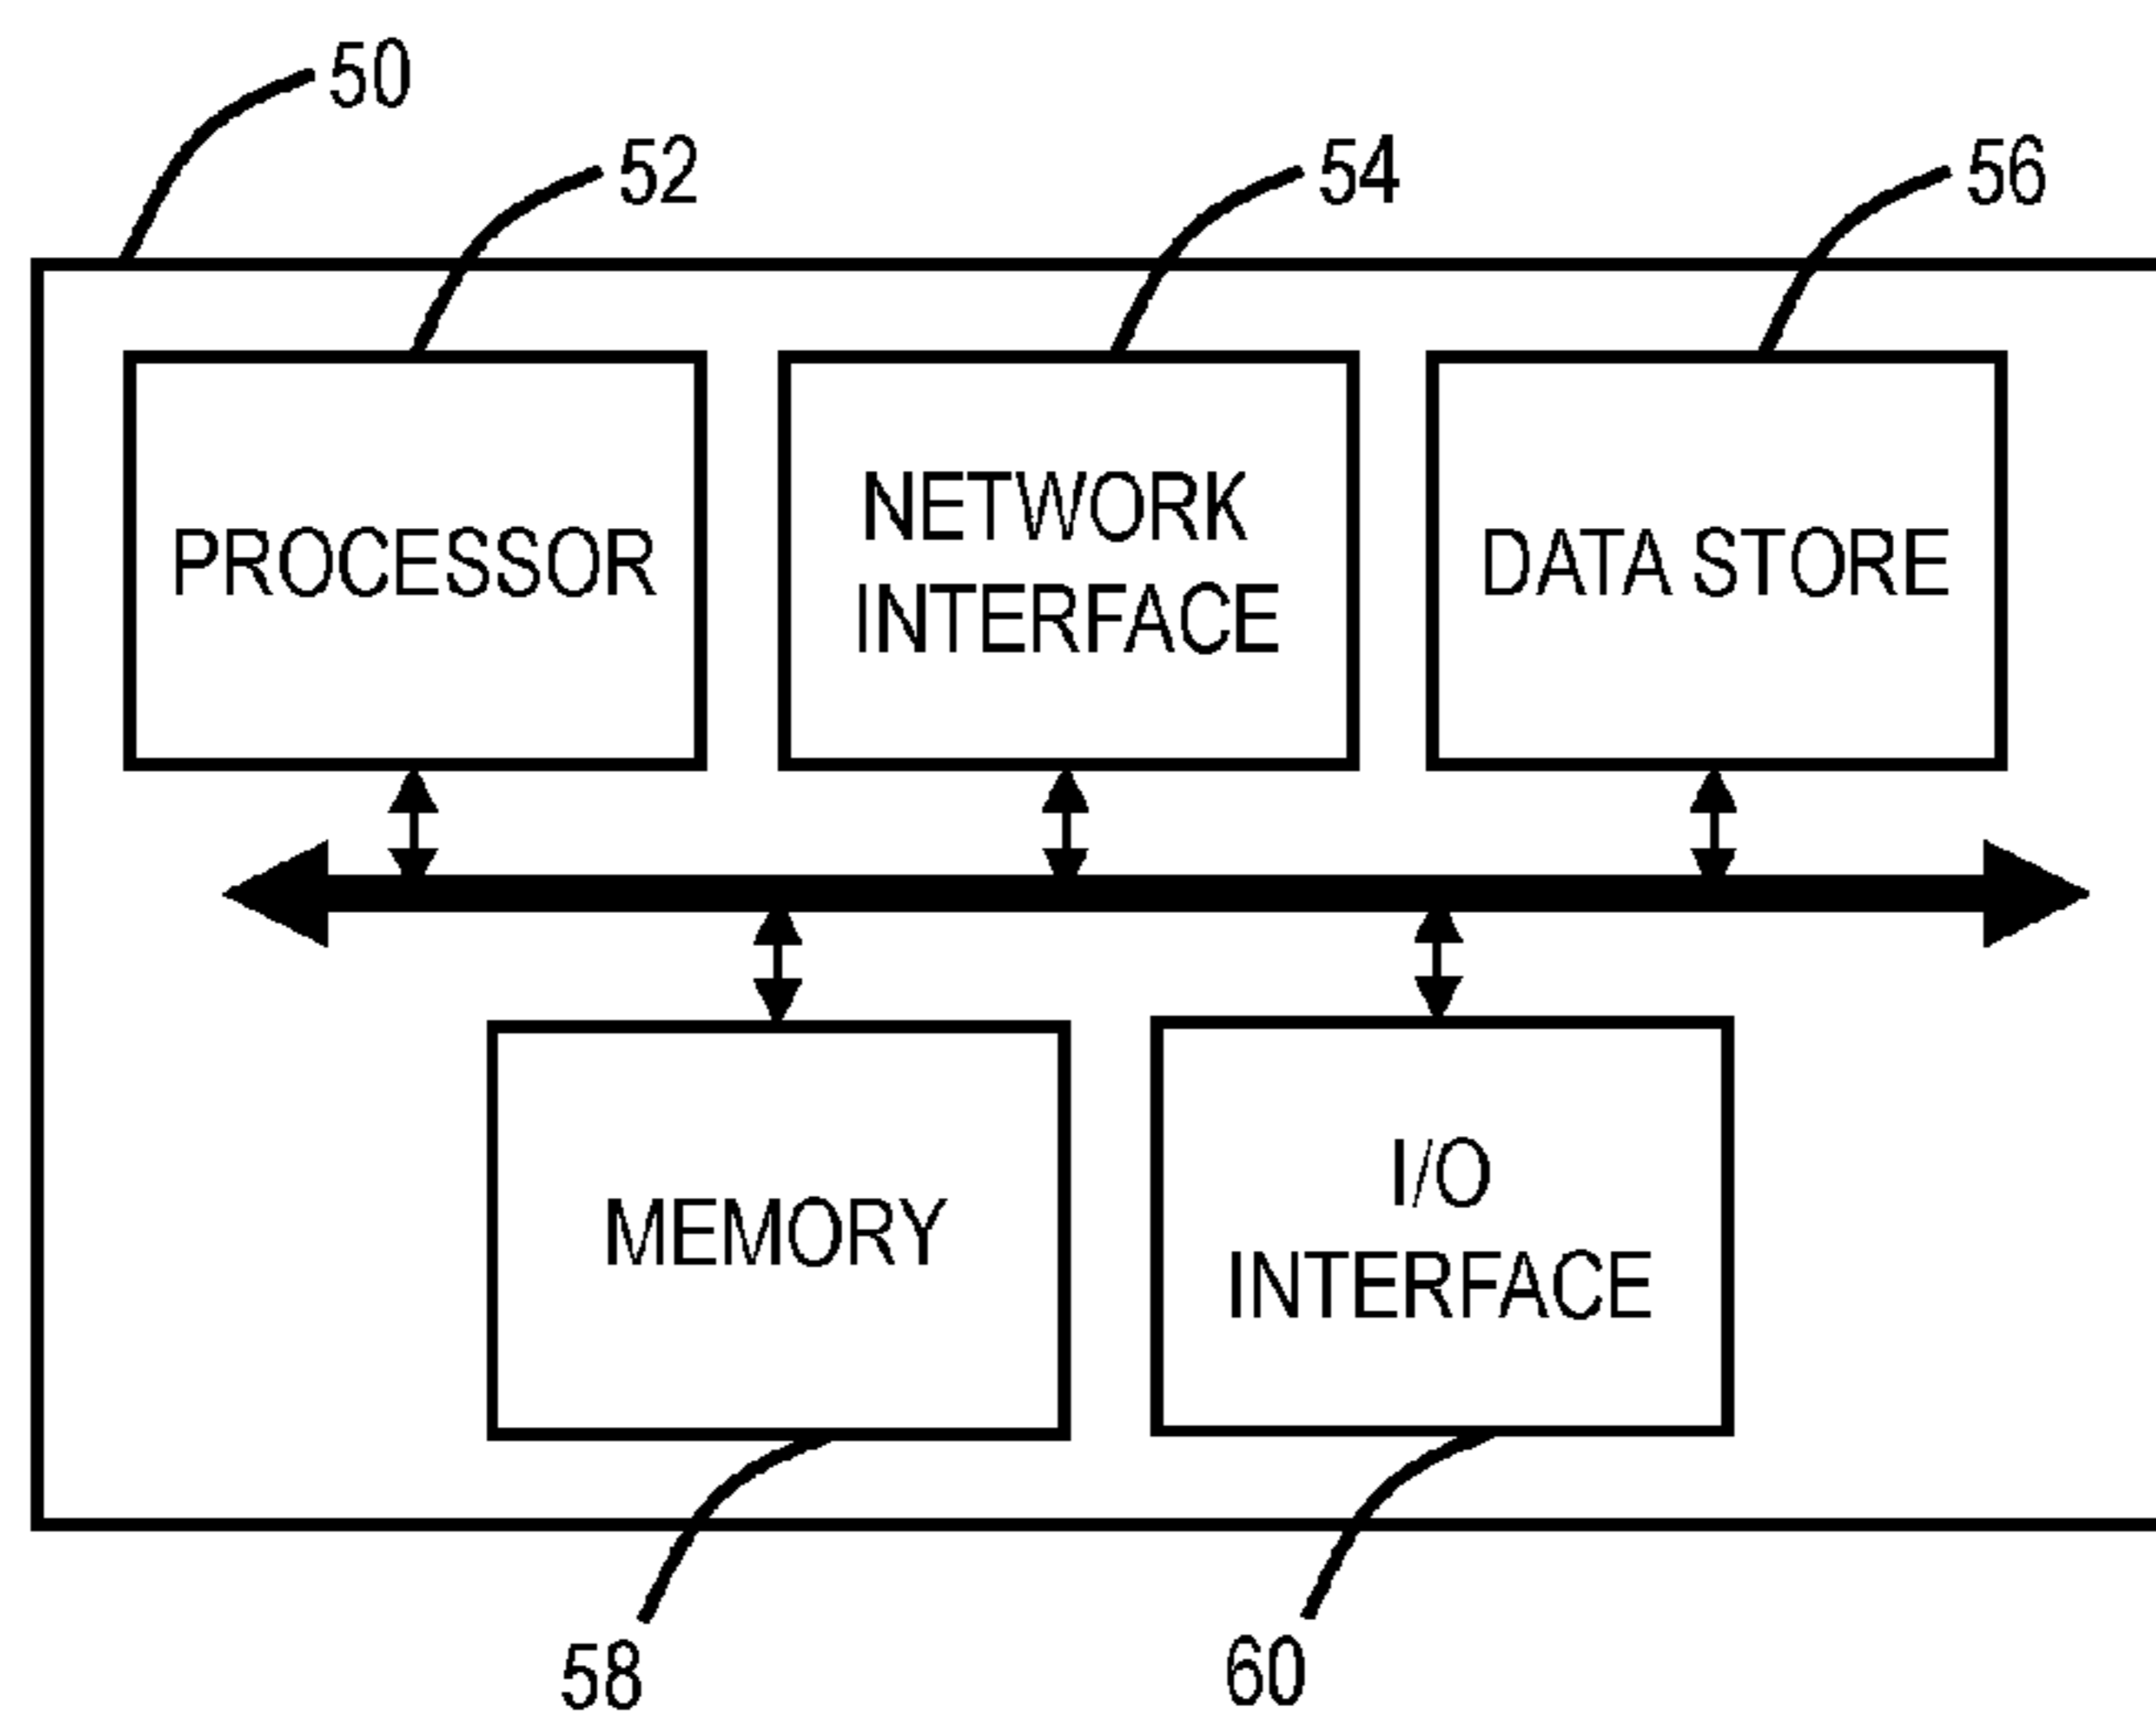 50
52
54
56
PROCESSOR
NETWORK
INTERFACE
DATA STORE
MEMORY
I/O
INTERFACE
58
60